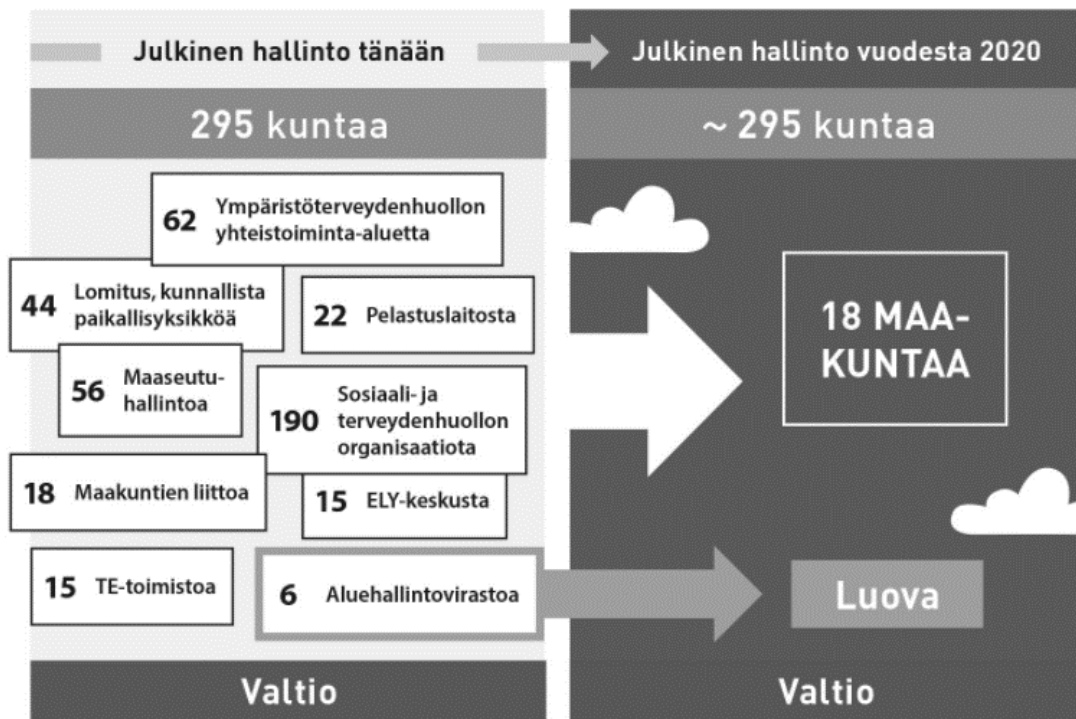 Julkinen hallinto tänään
295 kuntaa
62 Ympäristöterveydenhuollon
yhteistoiminta-aluetta
44 Lomitus, kunnallista
paikallisyksikköä
22 Pelastuslaitosta
56 Maaseutu-
hallintoa
190 Sosiaali- ja
terveydenhuollon
organisaatiota
18 Maakuntien liittoa
15 ELY-keskusta
15 TE-toimistoa
6 Aluehallintovirastoa
Valtio
Julkinen hallinto vuodesta 2020
~ 295 kuntaa
18 MAA-
KUNTAA
Luova
Valtio